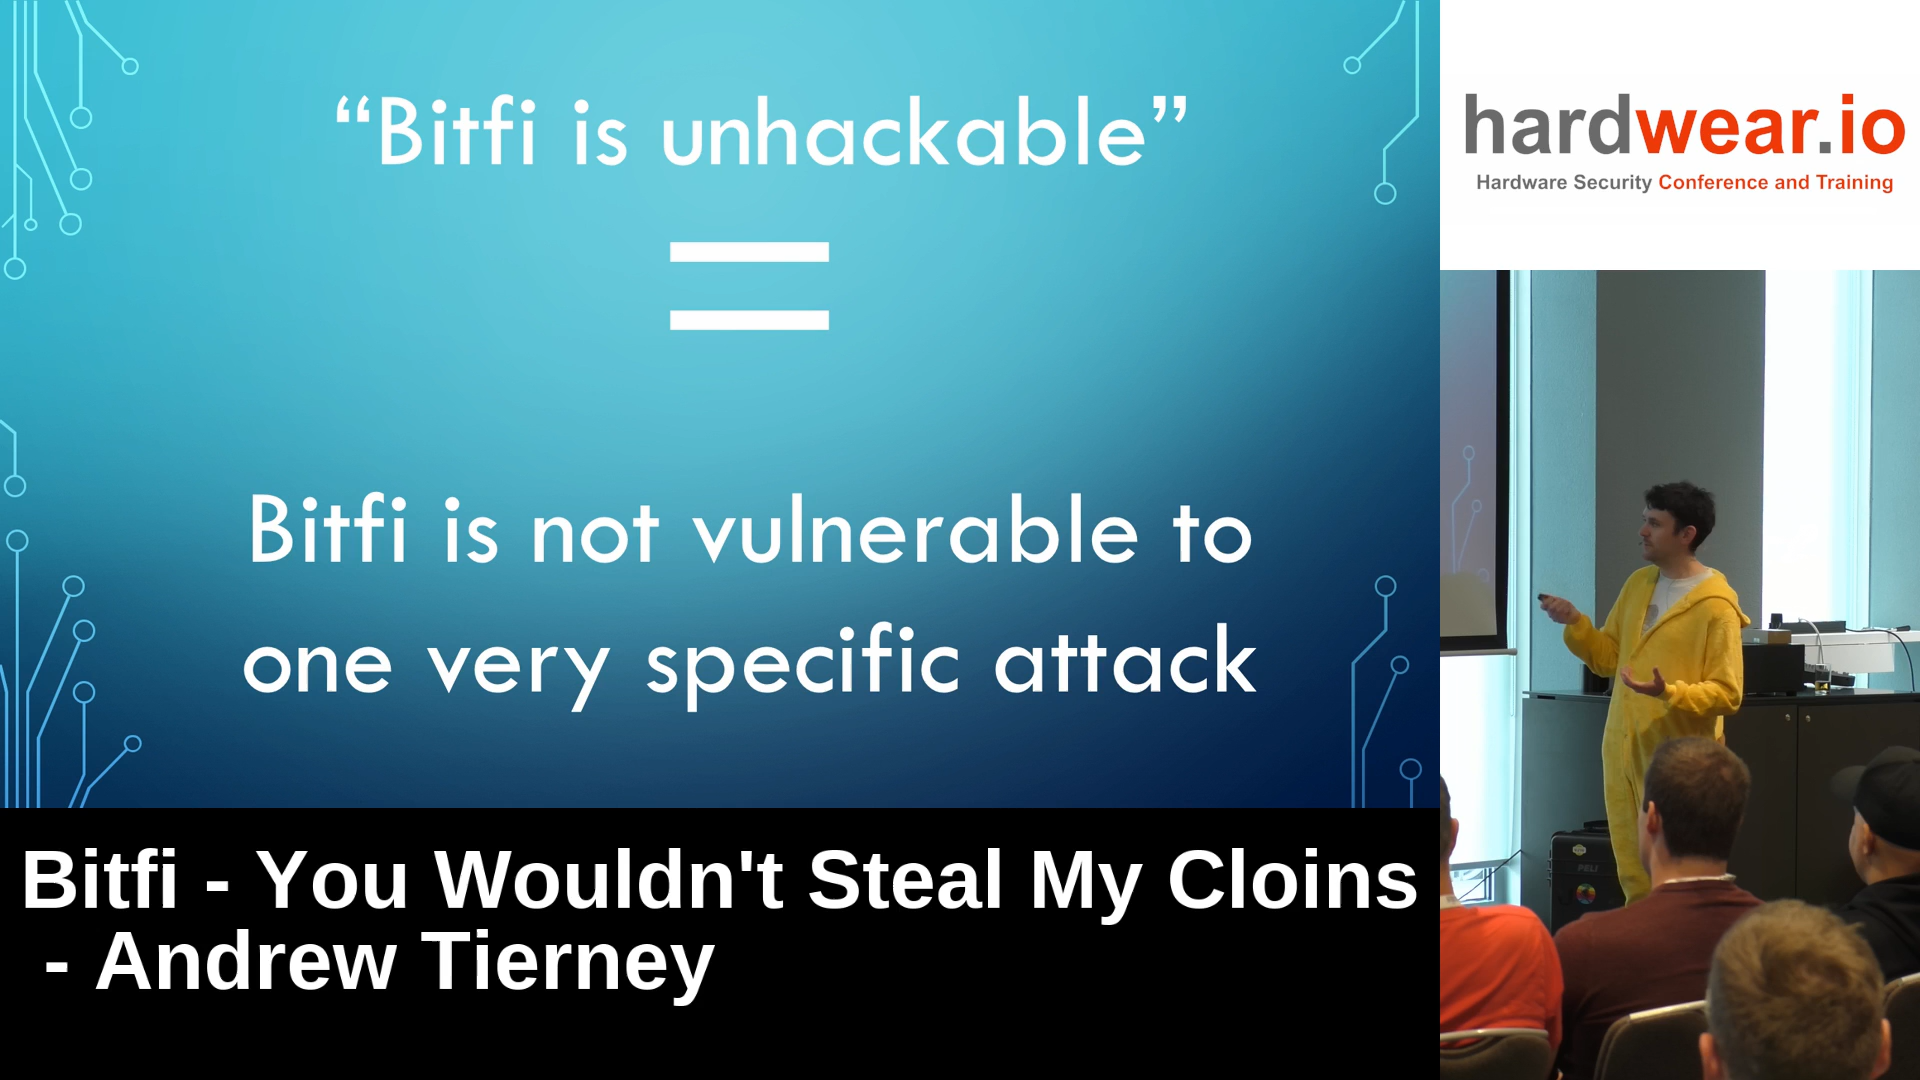 “Bitfi is unhackable”
=
Bitfi is not vulnerable to
one very specific attack
hardwear.io
Hardware Security Conference and Training
PELI
Bitfi - You Wouldn't Steal My Cloins
- Andrew Tierney